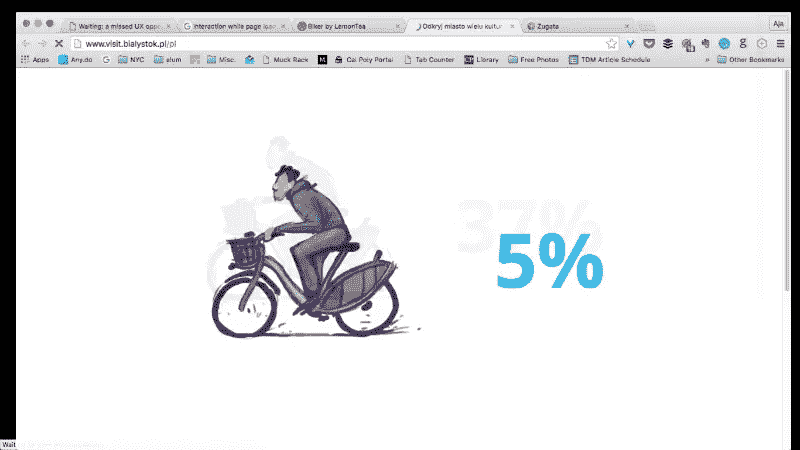 Waiting: a missed UX oppo
Interaction while page load
Biker by LemonTea
Odkryj miasto wielu kultur
Zugata
Aja
www.visit.bialystok.pl/pl
Apps
Any.do
NYC
alum
Misc.
Muck Rack
M
Cal Poly Portal
Tab Counter
Library
Free Photos
TDM Article Schedule
»
Other Bookmarks
37%
5%
Wait